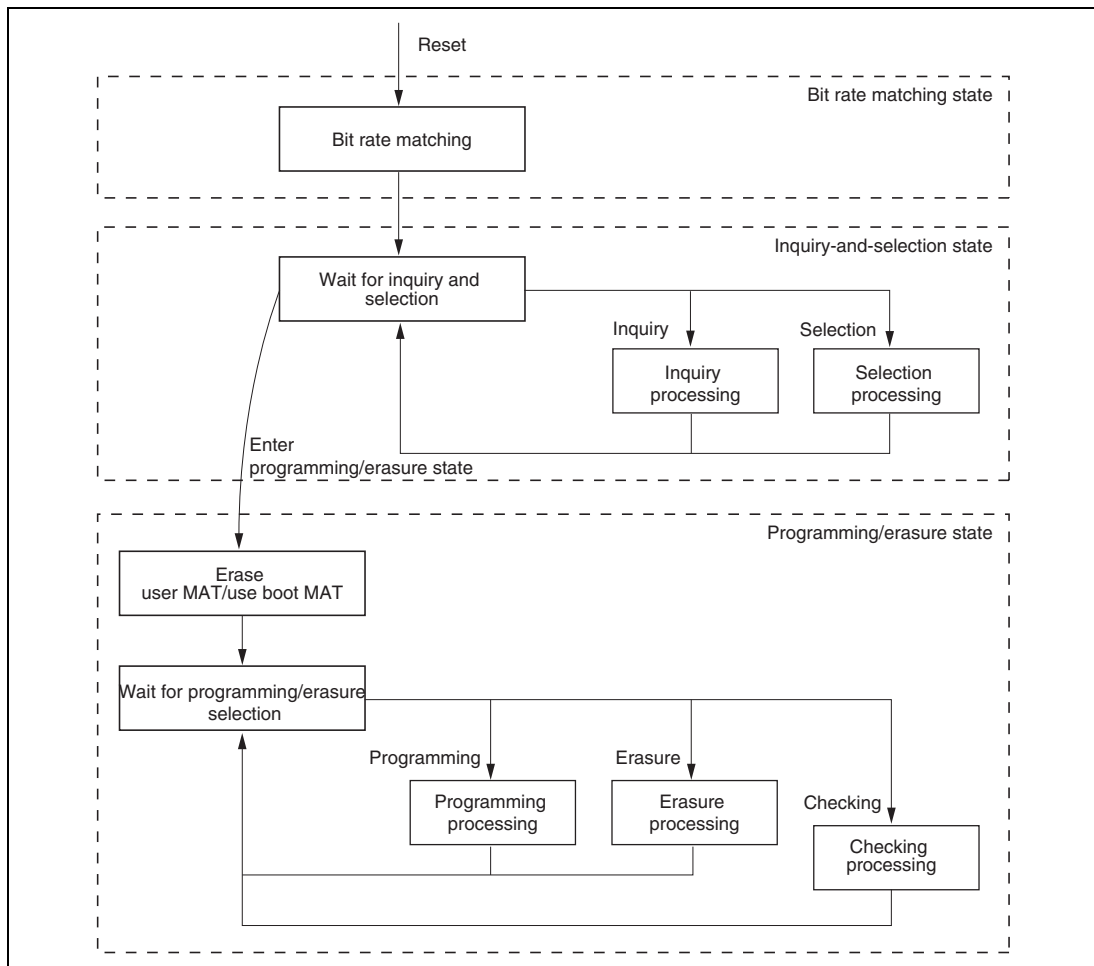 Reset
Bit rate matching state
Bit rate matching
Inquiry-and-selection state
Wait for inquiry and
selection
Inquiry
Selection
Inquiry
processing
Selection
processing
Enter
programming/erasure state
Programming/erasure state
Erase
user MAT/use boot MAT
Wait for programming/erasure
selection
Programming
Erasure
Checking
Programming
processing
Erasure
processing
Checking
processing